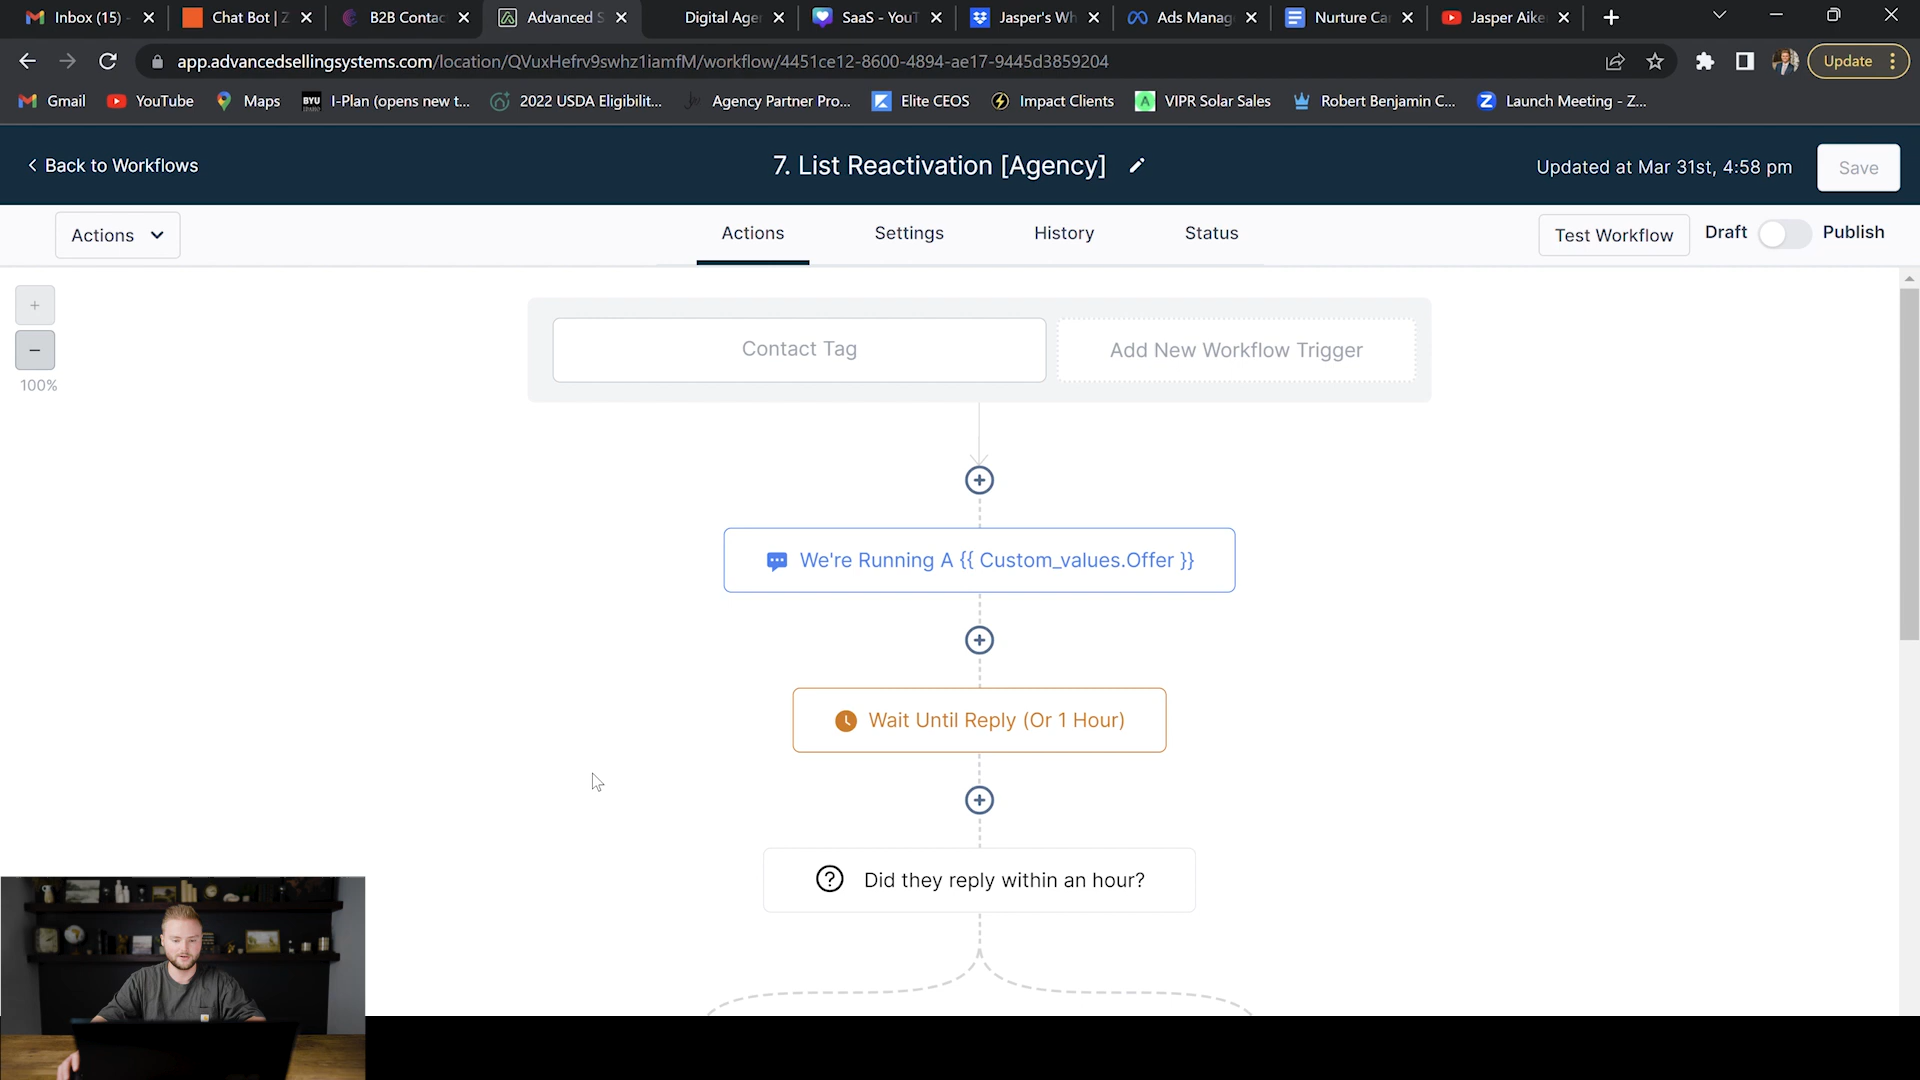 Inbox (15) -
Chat Bot | Z
B2B Contac
Advanced S
Digital Agen
SaaS - YouT
Jasper's Wh
Ads Manag
Nurture Ca
Jasper Aike
app.advancedsellingsystems.com/location/QVuxHefrv9swhz1iamfM/workflow/4451ce12-8600-4894-ae17-9445d3859204
Update
Gmail
YouTube
Maps
BYU
I-Plan (opens new t...
2022 USDA Eligibilit...
Agency Partner Pro...
Elite CEOS
Impact Clients
VIPR Solar Sales
Robert Benjamin C...
Launch Meeting - Z...
Back to Workflows
7. List Reactivation [Agency]
Updated at Mar 31st, 4:58 pm
Save
Actions
Actions
Settings
History
Status
Test Workflow
Draft
Publish
100%
Contact Tag
Add New Workflow Trigger
We're Running A {{ Custom_values.Offer }}
Wait Until Reply (Or 1 Hour)
Did they reply within an hour?